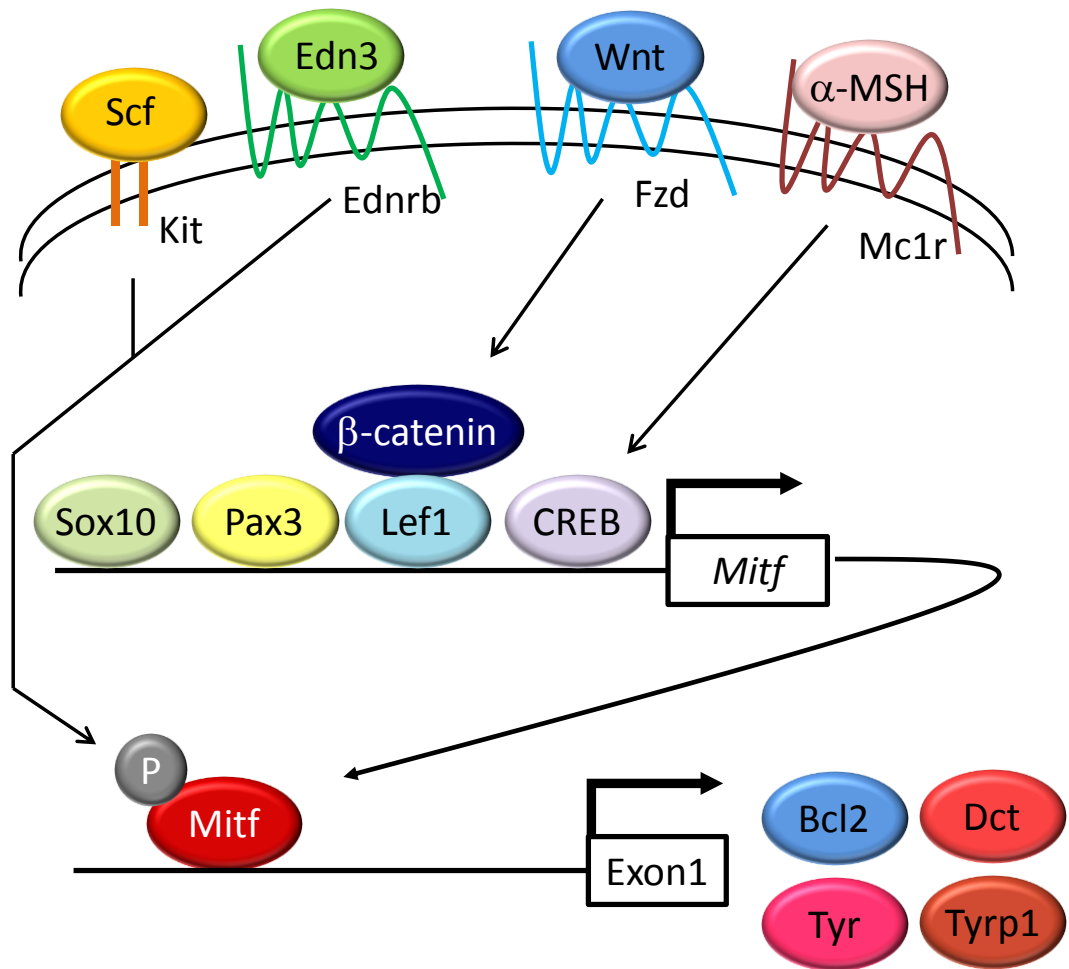 Edn3
Wnt
α-MSH
Scf
Ednrb
Fzd
Kit
Mc1r
β-catenin
Sox10
Pax3
Lef1
CREB
Mitf
P
Mitf
Exon1
Bcl2
Dct
Tyr
Tyrp1